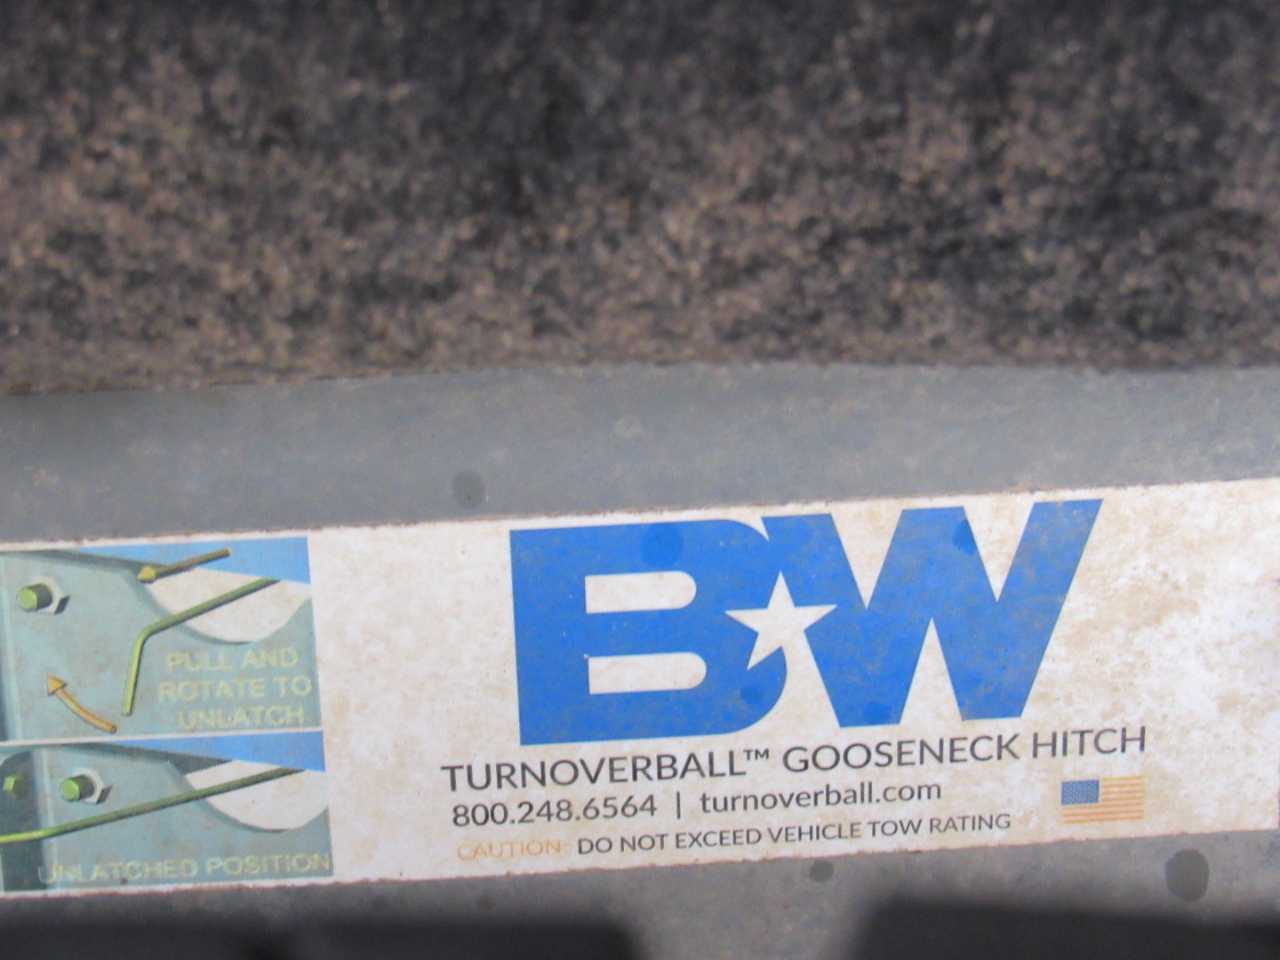 PULL AND
ROTATE TO
UNLATCH
UNLATCHED POSITION
BW
TURNOVERBALL™ GOOSENECK HITCH
800.248.6564 | turnoverball.com
CAUTION: DO NOT EXCEED VEHICLE TOW RATING